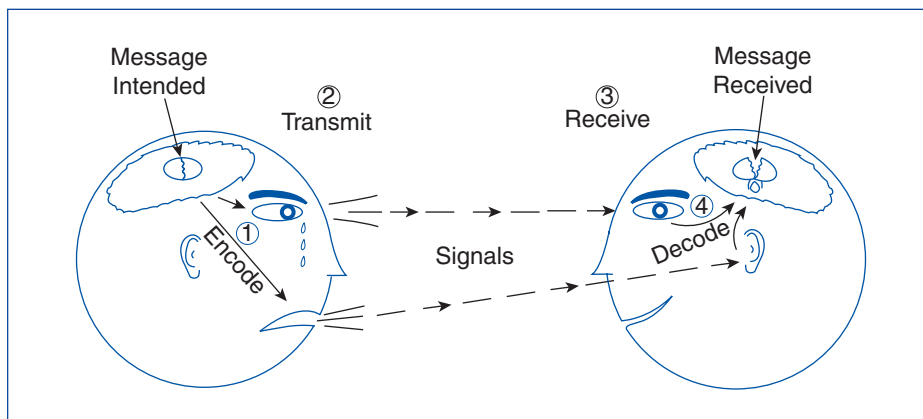 Message
Intended
②
Transmit
③
Receive
Message
Received
①
Encode
Signals
④
Decode